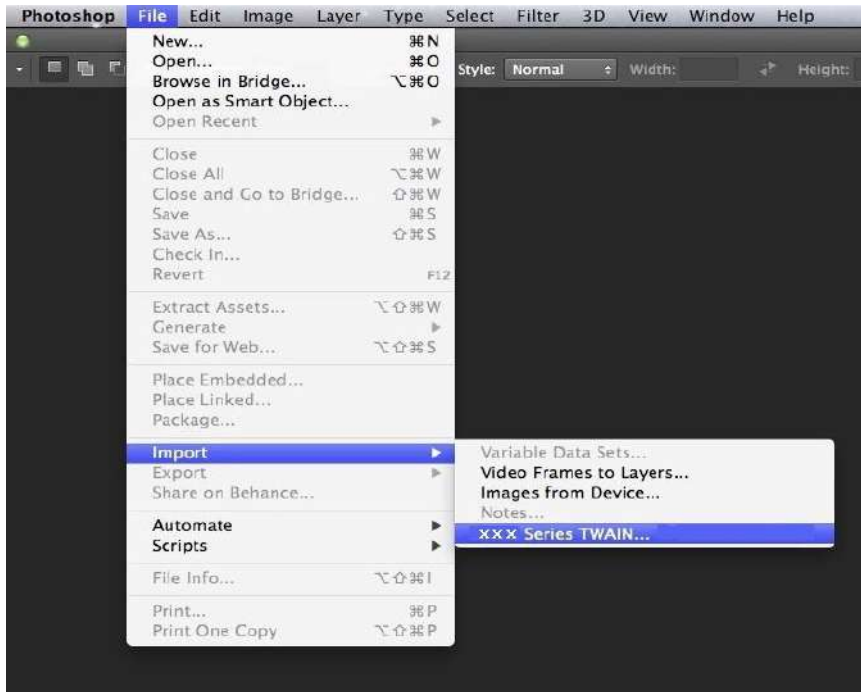 Photoshop File Edit Image Layer Type Select Filter 3D View Window Help
Style: Normal Width: Height:
New... ⌘N
Open... ⌘O
Browse in Bridge... ⌥⌘O
Open as Smart Object...
Open Recent
Close ⌘W
Close All ⌥⌘W
Close and Go to Bridge... ⇧⌘W
Save ⌘S
Save As... ⇧⌘S
Check In...
Revert F12
Extract Assets... ⌥⇧⌘W
Generate
Save for Web... ⌥⇧⌘S
Place Embedded...
Place Linked...
Package...
Import
Export
Share on Behance...
Automate
Scripts
File Info... ⌥⇧⌘I
Print... ⌘P
Print One Copy ⌥⇧⌘P
Variable Data Sets...
Video Frames to Layers...
Images from Device...
Notes...
XXX Series TWAIN...